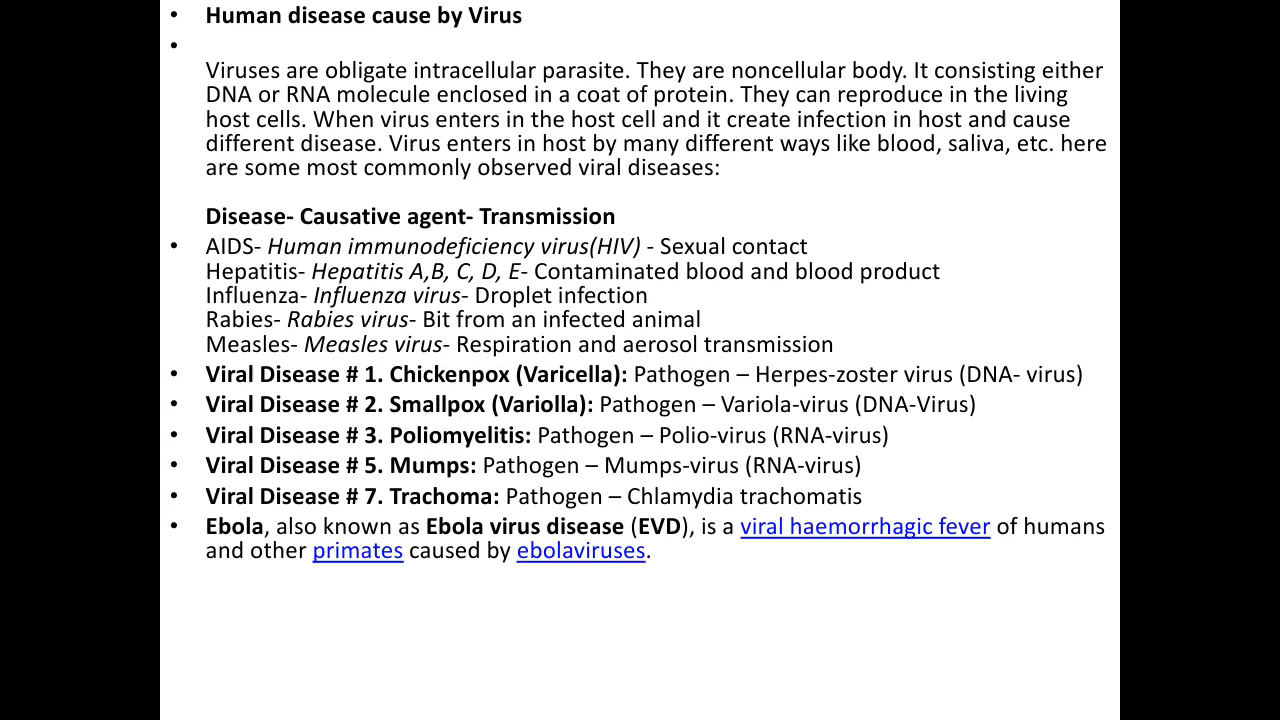 • Human disease cause by Virus
•
Viruses are obligate intracellular parasite. They are noncellular body. It consisting either
DNA or RNA molecule enclosed in a coat of protein. They can reproduce in the living
host cells. When virus enters in the host cell and it create infection in host and cause
different disease. Virus enters in host by many different ways like blood, saliva, etc. here
are some most commonly observed viral diseases:
Disease- Causative agent- Transmission
• AIDS- Human immunodeficiency virus(HIV) - Sexual contact
Hepatitis- Hepatitis A,B, C, D, E- Contaminated blood and blood product
Influenza- Influenza virus- Droplet infection
Rabies- Rabies virus- Bit from an infected animal
Measles- Measles virus- Respiration and aerosol transmission
• Viral Disease # 1. Chickenpox (Varicella): Pathogen – Herpes-zoster virus (DNA- virus)
• Viral Disease # 2. Smallpox (Variolla): Pathogen – Variola-virus (DNA-Virus)
• Viral Disease # 3. Poliomyelitis: Pathogen – Polio-virus (RNA-virus)
• Viral Disease # 5. Mumps: Pathogen – Mumps-virus (RNA-virus)
• Viral Disease # 7. Trachoma: Pathogen – Chlamydia trachomatis
• Ebola, also known as Ebola virus disease (EVD), is a viral haemorrhagic fever of humans
and other primates caused by ebolaviruses.